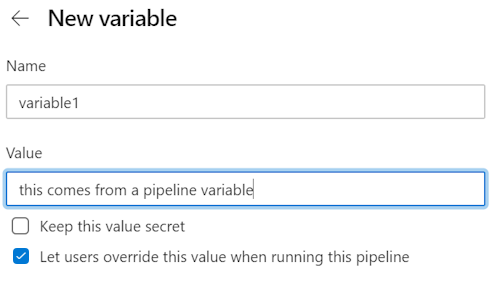 New variable
Name
variable1
Value
this comes from a pipeline variable
Keep this value secret
Let users override this value when running this pipeline